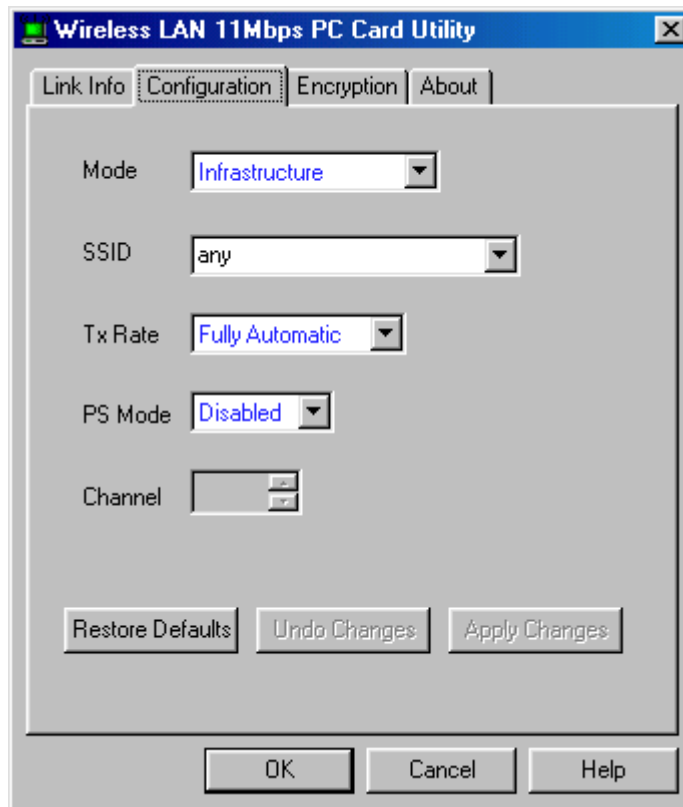 Wireless LAN 11Mbps PC Card Utility
Link Info Configuration Encryption About
Mode Infrastructure
SSID any
Tx Rate Fully Automatic
PS Mode Disabled
Channel
Restore Defaults Undo Changes Apply Changes
OK Cancel Help